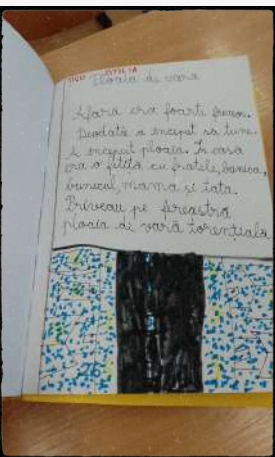 OTILIA
Ploaia de vară
Afară era foarte frumos.
Deodată a început să tune.
A început ploaia. În casă
era o fetiță cu fratele, bunica,
bunicul, mama și tata.
Priveau pe fereastră
ploaia de vară torențială.